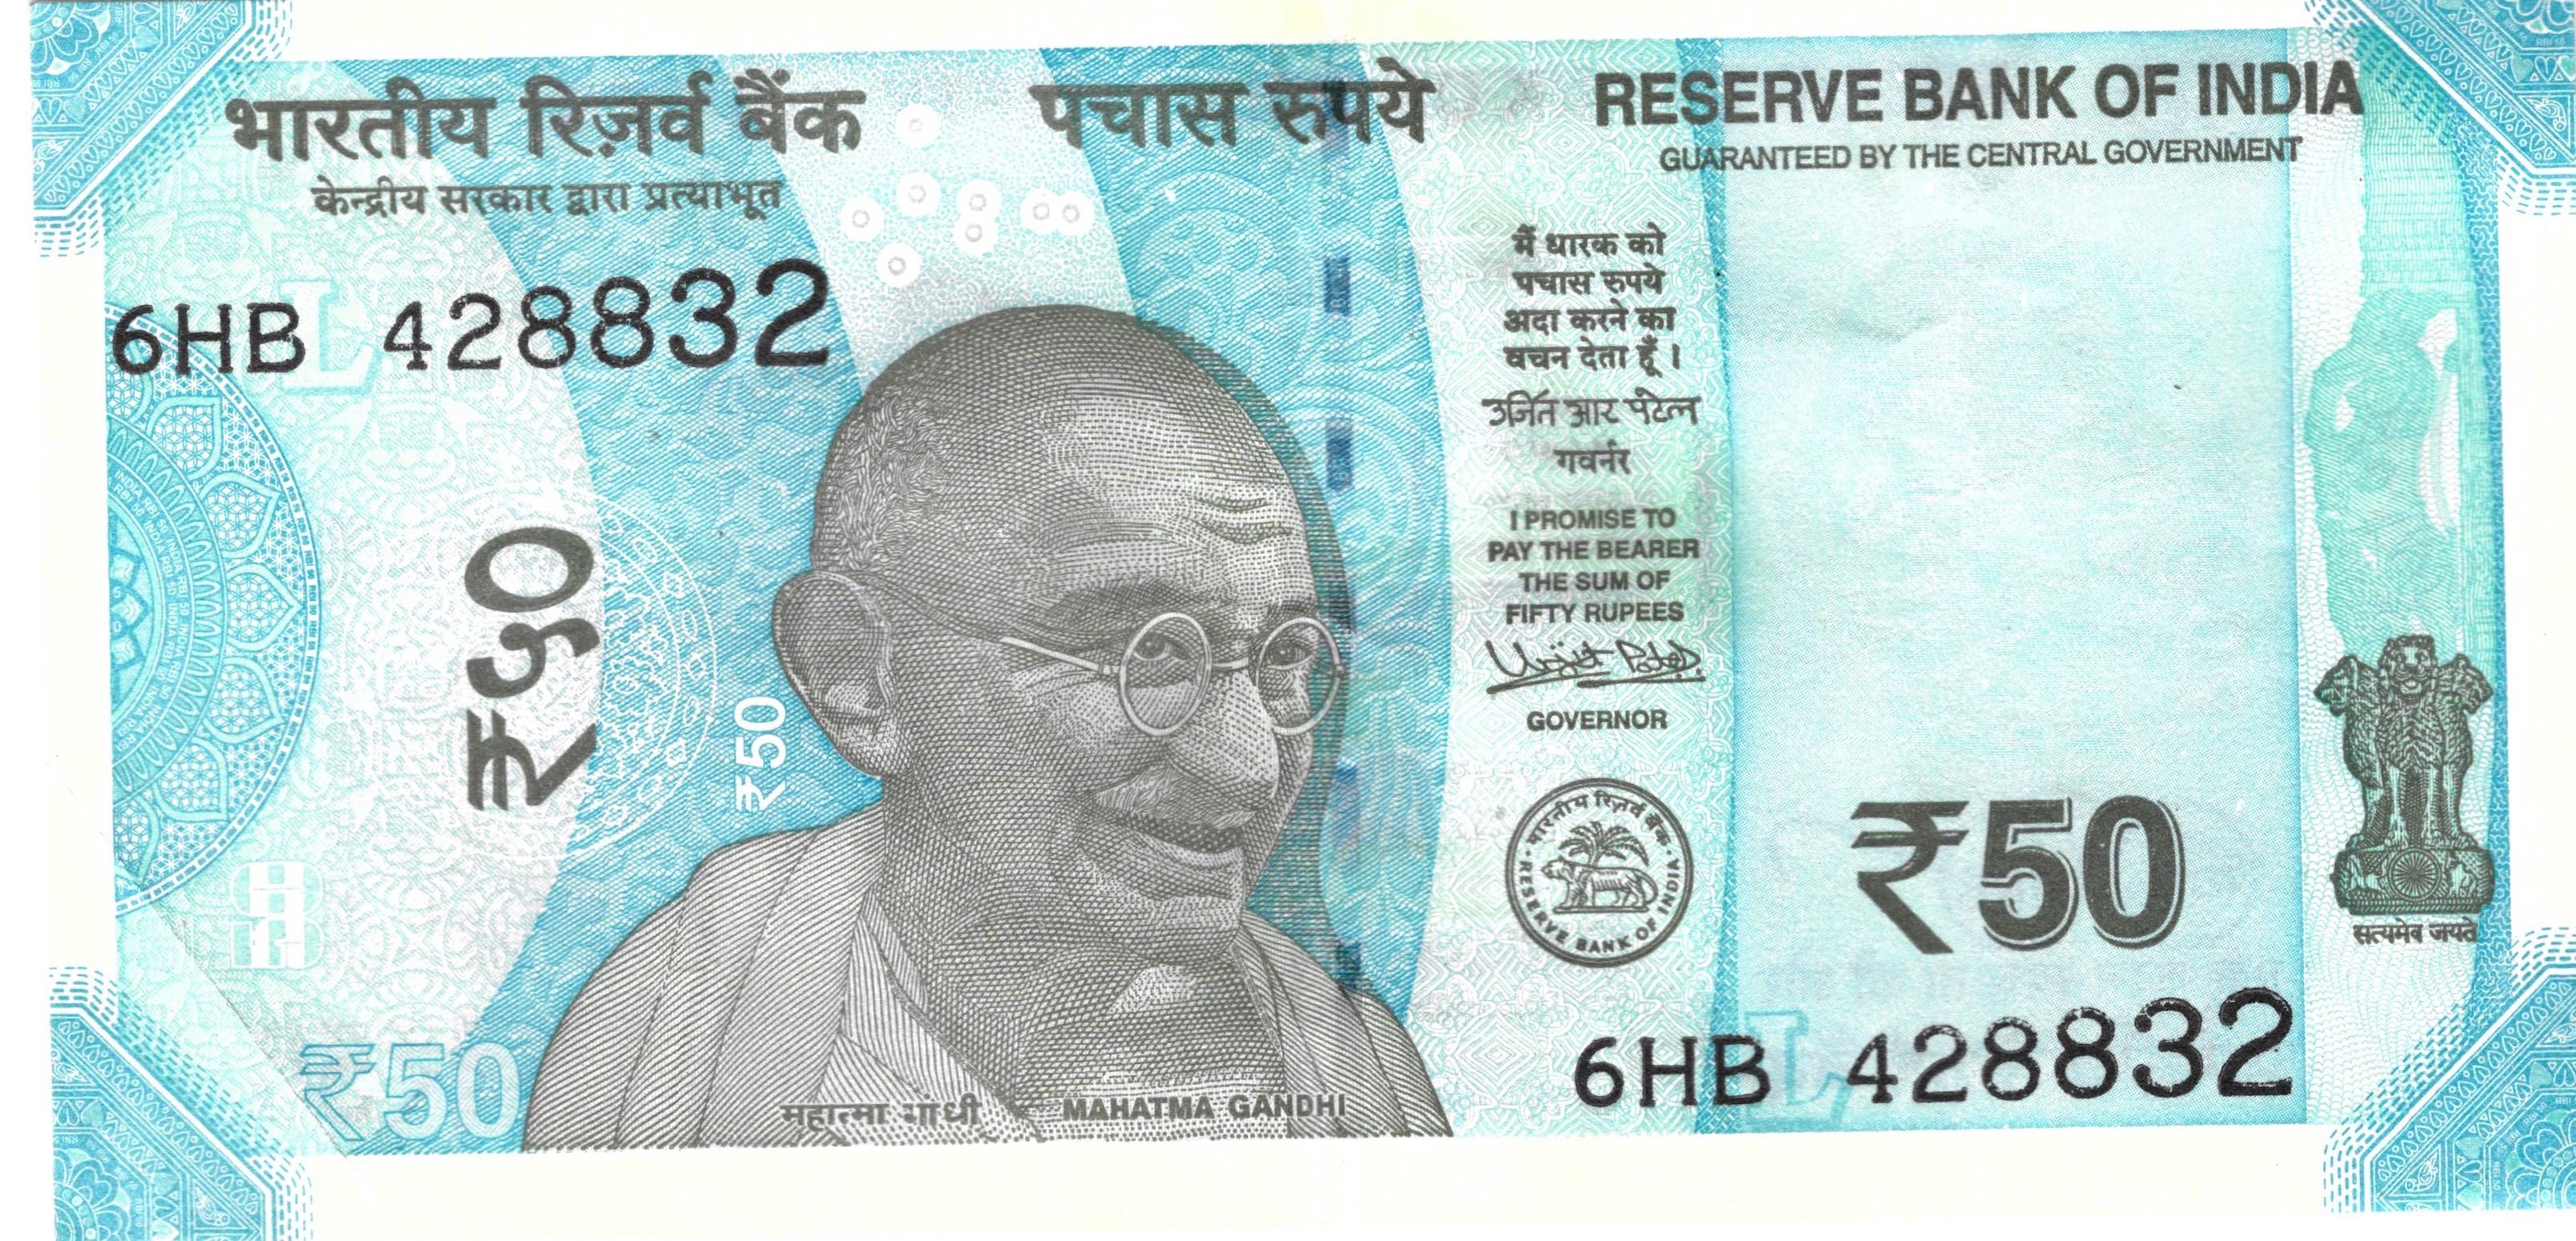 भारतीय रिज़र्व बैंक
केन्द्रीय सरकार द्वारा प्रत्याभूत
पचास रुपये
RESERVE BANK OF INDIA
GUARANTEED BY THE CENTRAL GOVERNMENT
6HB 428832
L
₹५०
₹50
₹50
महात्मा गांधी
MAHATMA GANDHI
मैं धारक को
पचास रुपये
अदा करने का
वचन देता हूँ ।
उर्जित आर पटेल
गवर्नर
I PROMISE TO
PAY THE BEARER
THE SUM OF
FIFTY RUPEES
Urjit Patel
GOVERNOR
भारतीय रिज़र्व बैंक
RESERVE BANK OF INDIA
₹50
सत्यमेव जयते
L
6HB 428832